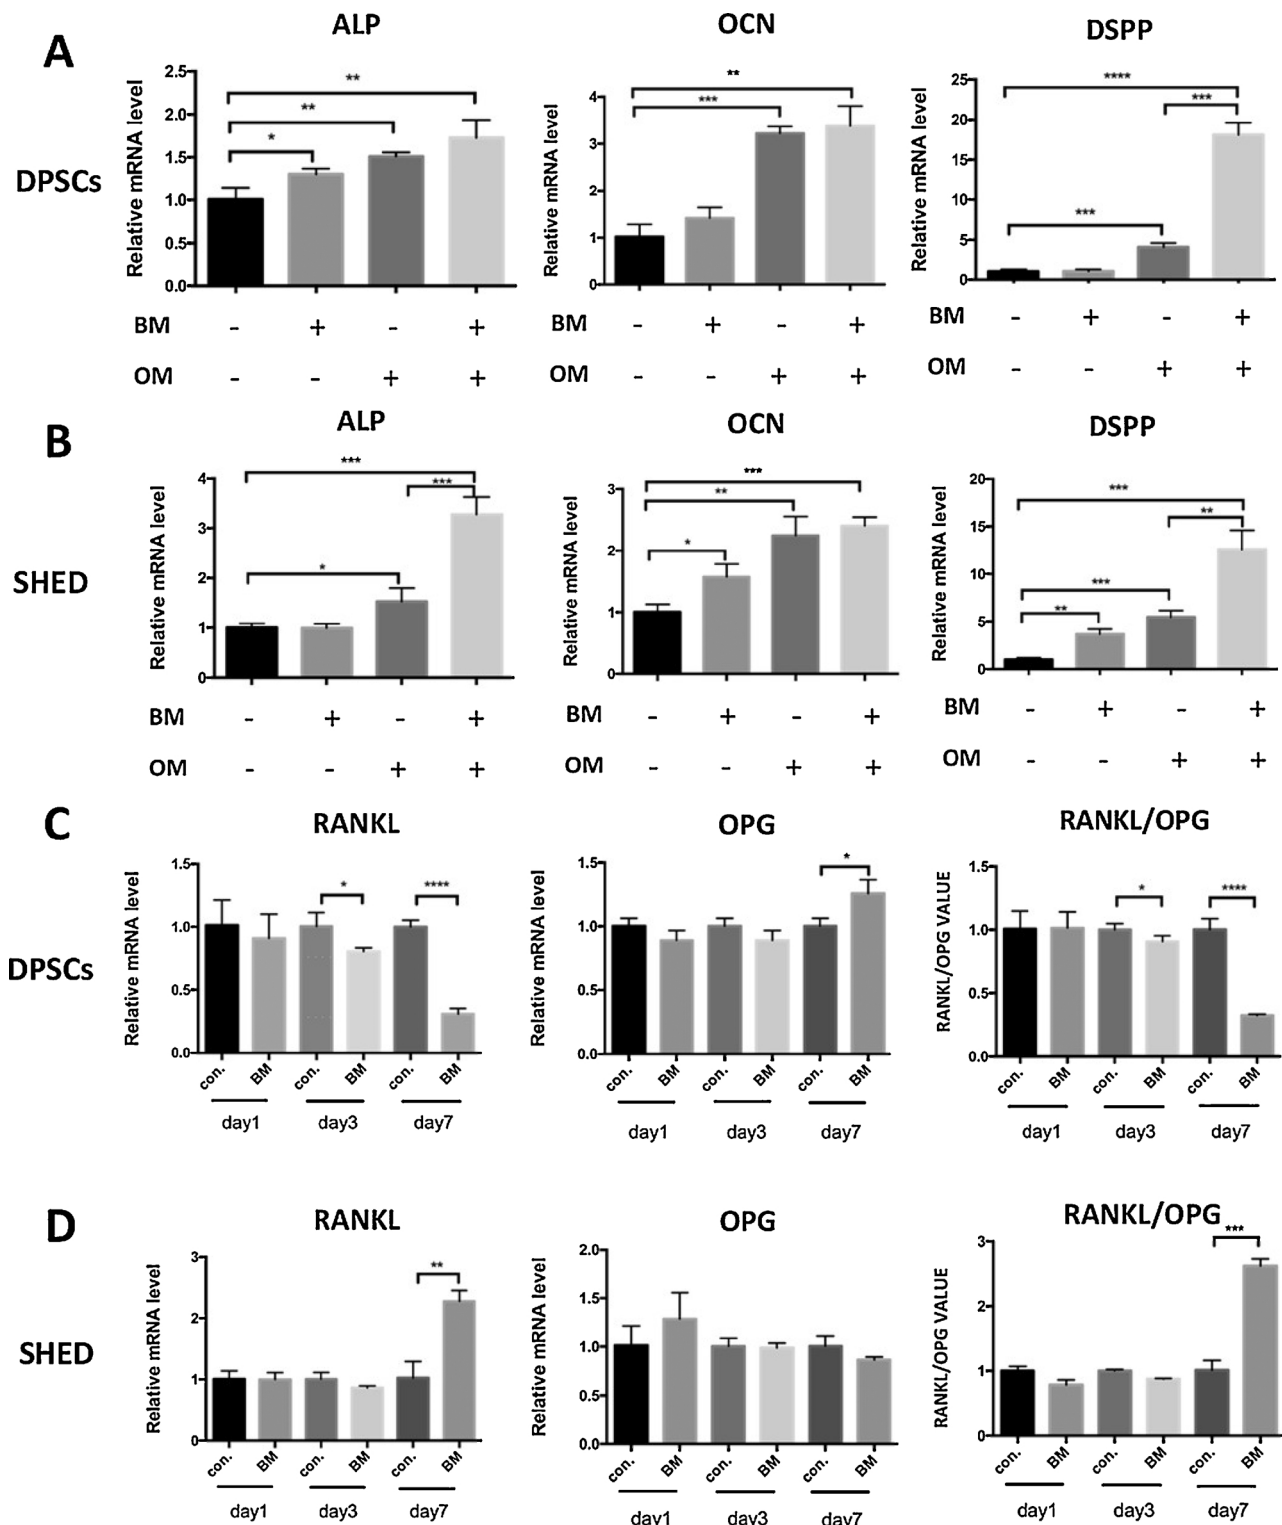 A
ALP
OCN
DSPP
DPSCs
Relative mRNA level
2.5
2.0
1.5
1.0
0.5
0.0
*
**
**
Relative mRNA level
4
3
2
1
0
***
**
Relative mRNA level
25
20
15
10
5
0
***
***
****
BM - + - +
OM - - + +
BM - + - +
OM - - + +
BM - + - +
OM - - + +
B
ALP
OCN
DSPP
SHED
Relative mRNA level
4
3
2
1
0
*
***
***
Relative mRNA level
3
2
1
0
*
**
***
Relative mRNA level
20
15
10
5
0
**
***
**
***
BM - + - +
OM - - + +
BM - + - +
OM - - + +
BM - + - +
OM - - + +
C
RANKL
OPG
RANKL/OPG
DPSCs
Relative mRNA level
1.5
1.0
0.5
0.0
*
****
con. BM con. BM con. BM
day1 day3 day7
Relative mRNA level
1.5
1.0
0.5
0.0
*
con. BM con. BM con. BM
day1 day3 day7
RANKL/OPG VALUE
1.5
1.0
0.5
0.0
*
****
con. BM con. BM con. BM
day1 day3 day7
D
RANKL
OPG
RANKL/OPG
SHED
Relative mRNA level
3
2
1
0
**
con. BM con. BM con. BM
day1 day3 day7
Relative mRNA level
2.0
1.5
1.0
0.5
0.0
con. BM con. BM con. BM
day1 day3 day7
RANKL/OPG VALUE
3
2
1
0
***
con. BM con. BM con. BM
day1 day3 day7